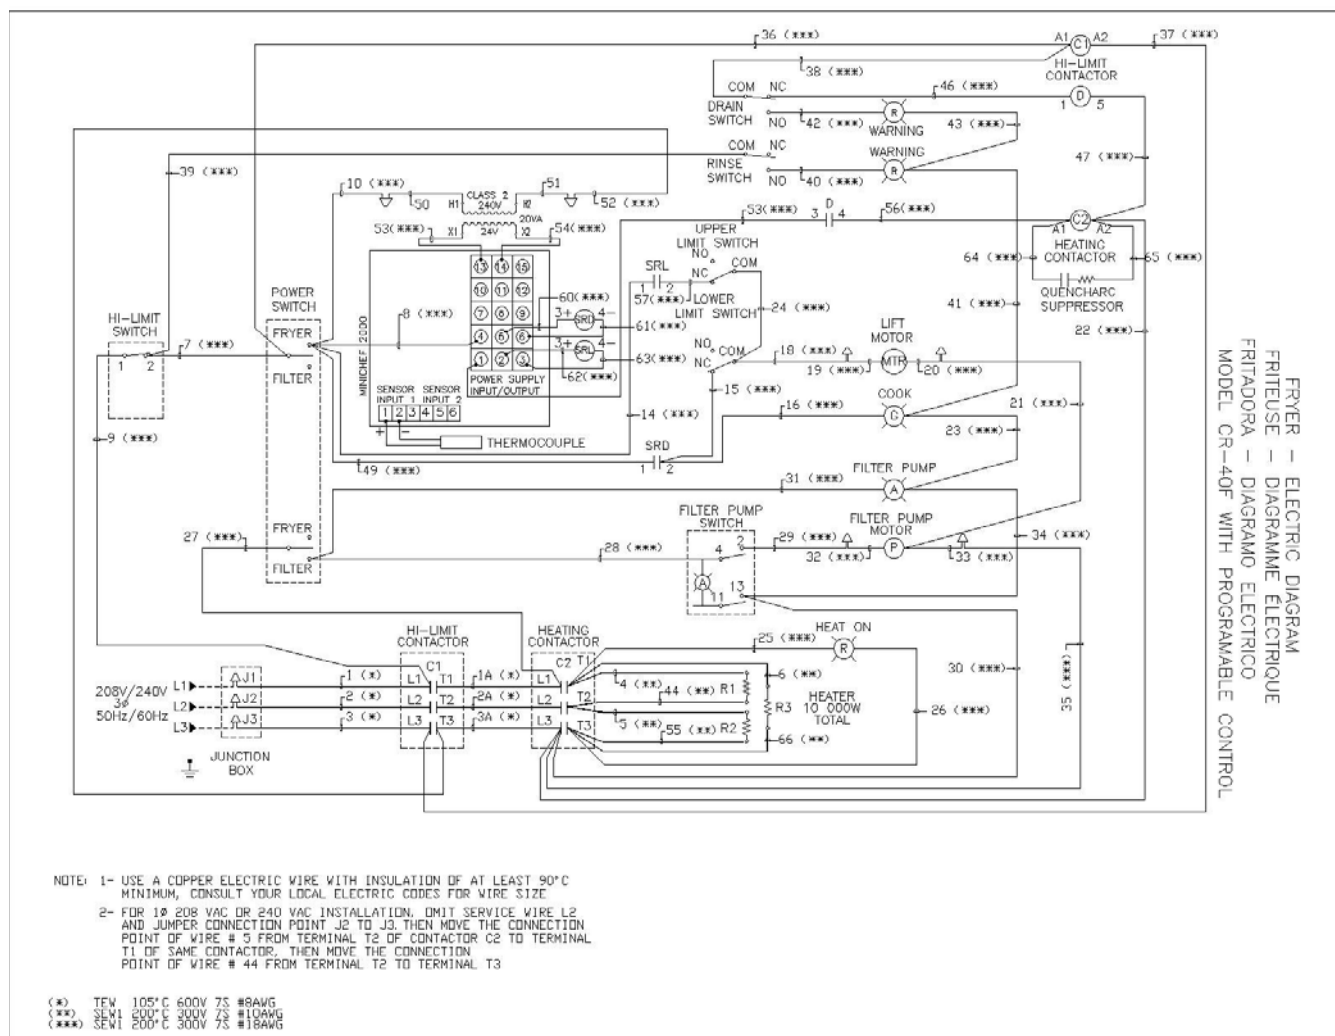 36 (***)
A1 C1 A2
37 (***)
38 (***)
HI-LIMIT
CONTACTOR
COM NC
46 (***)
1 D 5
DRAIN
SWITCH
NO
42 (***)
R
43 (***)
WARNING
COM NC
WARNING
47 (***)
RINSE
SWITCH
NO
40 (***)
R
39 (***)
10 (***)
50
CLASS 2
240V
H1
H2
51
52 (***)
20VA
24V
X1
X2
53(***)
54(***)
53(***)
D
3 4
56(***)
C2
A1 A2
HEATING
CONTACTOR
64 (***)
65 (***)
QUENCHARC
SUPPRESSOR
UPPER
LIMIT SWITCH
NO
NC
COM
SRL
1 2
57(***)
LOWER
LIMIT SWITCH
24 (***)
41 (***)
22 (***)
NO
NC
COM
13 14 15
10 11 12
7 8 9
4 5 6
1 2 3
POWER SUPPLY
INPUT/OUTPUT
MINICHEF 2000
SENSOR
INPUT 1
SENSOR
INPUT 2
1 2 3 4 5 6
+ -
THERMOCOUPLE
60(***)
3+ SRD 4-
61(***)
3+ SRL 4-
62(***)
63(***)
POWER
SWITCH
FRYER
FILTER
8 (***)
HI-LIMIT
SWITCH
1 2
7 (***)
9 (***)
18 (***)
LIFT
MOTOR
MTR
19 (***)
20 (***)
15 (***)
14 (***)
16 (***)
COOK
G
21 (***)
23 (***)
SRD
1 2
49 (***)
31 (***)
FILTER PUMP
A
FILTER PUMP
SWITCH
2
4
A
11
13
29 (***)
FILTER PUMP
MOTOR
P
32 (***)
33 (***)
34 (***)
27 (***)
FRYER
FILTER
28 (***)
HI-LIMIT
CONTACTOR
C1
HEATING
CONTACTOR
C2
T1
25 (***)
HEAT ON
R
30 (***)
35 (***)
208V/240V
3Ø
50Hz/60Hz
L1 J1 1 (*) L1 T1 1A (*) L1
L2 J2 2 (*) L2 T2 2A (*) L2 T2
L3 J3 3 (*) L3 T3 3A (*) L3 T3
4 (**)
44 (**)
R1
6 (**)
R3
HEATER
10 000W
TOTAL
5 (**)
55 (**)
R2
66 (**)
26 (***)
JUNCTION
BOX
FRYER - ELECTRIC DIAGRAM
FRITEUSE - DIAGRAMME ÉLECTRIQUE
FRITADORA - DIAGRAMO ELECTRICO
MODEL CR-40F WITH PROGRAMABLE CONTROL
NOTE: 1- USE A COPPER ELECTRIC WIRE WITH INSULATION OF AT LEAST 90°C
MINIMUM, CONSULT YOUR LOCAL ELECTRIC CODES FOR WIRE SIZE
2- FOR 1Ø 208 VAC OR 240 VAC INSTALLATION, OMIT SERVICE WIRE L2
AND JUMPER CONNECTION POINT J2 TO J3. THEN MOVE THE CONNECTION
POINT OF WIRE # 5 FROM TERMINAL T2 OF CONTACTOR C2 TO TERMINAL
T1 OF SAME CONTACTOR, THEN MOVE THE CONNECTION
POINT OF WIRE # 44 FROM TERMINAL T2 TO TERMINAL T3
(*) TEW 105°C 600V 7S #8AWG
(**) SEW1 200°C 300V 7S #10AWG
(***) SEW1 200°C 300V 7S #18AWG